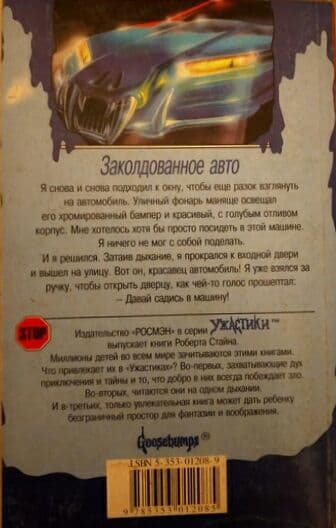 Заколдованное авто
Я снова и снова подходил к окну, чтобы еще разок взглянуть
на автомобиль. Уличный фонарь маняще освещал
его хромированный бампер и красивый, с голубым отливом
корпус. Мне хотелось хотя бы просто посидеть в этой машине.
Я ничего не мог с собой поделать.
И я решился. Затаив дыхание, я прокрался к входной двери
и вышел на улицу. Вот он, красавец автомобиль! Я уже взялся за
ручку, чтобы открыть дверцу, как чей-то голос прошептал:
– Давай садись в машину!
STOP
Издательство «РОСМЭН» в серии УЖАСТИКИ™
выпускает книги Роберта Стайна.
Миллионы детей во всем мире зачитываются этими книгами.
Что привлекает их в «Ужастиках»? Во-первых, захватывающие дух
приключения и тайны и то, что добро в них всегда побеждает зло.
Во-вторых, читаются они на одном дыхании.
И в-третьих, только увлекательная книга может дать ребенку
безграничный простор для фантазии и воображения.
Goosebumps®
ISBN 5-353-01208-9
9 785353 012085